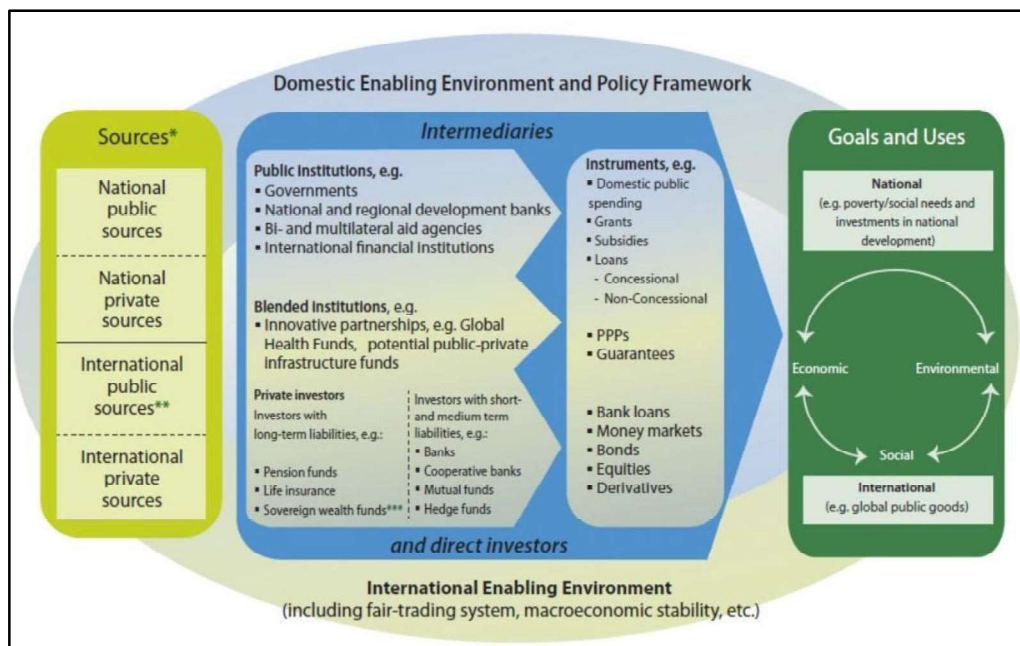 Domestic Enabling Environment and Policy Framework
Sources*
National
public
sources
National
private
sources
International
public
sources**
International
private
sources
Intermediaries
Public Institutions, e.g.
▪ Governments
▪ National and regional development banks
▪ Bi- and multilateral aid agencies
▪ International financial institutions
Blended Institutions, e.g.
▪ Innovative partnerships, e.g. Global
Health Funds, potential public-private
infrastructure funds
Private investors
Investors with
long-term liabilities, e.g.:
▪ Pension funds
▪ Life insurance
▪ Sovereign wealth funds***
Investors with short-
and medium term
liabilities, e.g.:
▪ Banks
▪ Cooperative banks
▪ Mutual funds
▪ Hedge funds
Instruments, e.g.
▪ Domestic public
spending
▪ Grants
▪ Subsidies
▪ Loans
- Concessional
- Non-Concessional
▪ PPPs
▪ Guarantees
▪ Bank loans
▪ Money markets
▪ Bonds
▪ Equities
▪ Derivatives
and direct investors
Goals and Uses
National
(e.g. poverty/social needs and
investments in national
development)
Economic
Environmental
Social
International
(e.g. global public goods)
International Enabling Environment
(including fair-trading system, macroeconomic stability, etc.)